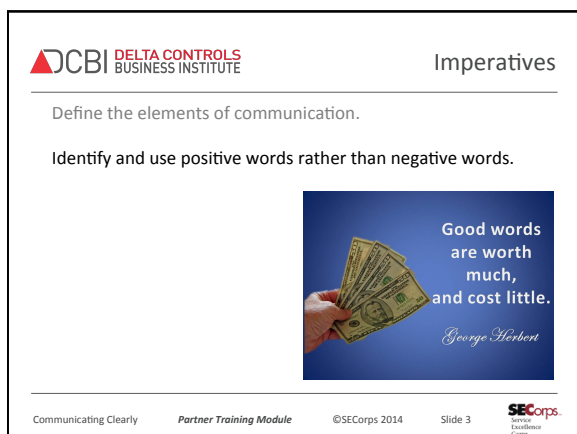 DCBI DELTA CONTROLS
BUSINESS INSTITUTE
Imperatives
Define the elements of communication.
Identify and use positive words rather than negative words.
Good words
are worth
much,
and cost little.
George Herbert
Communicating Clearly Partner Training Module ©SECorps 2014 Slide 3
SECorps
Service
Excellence